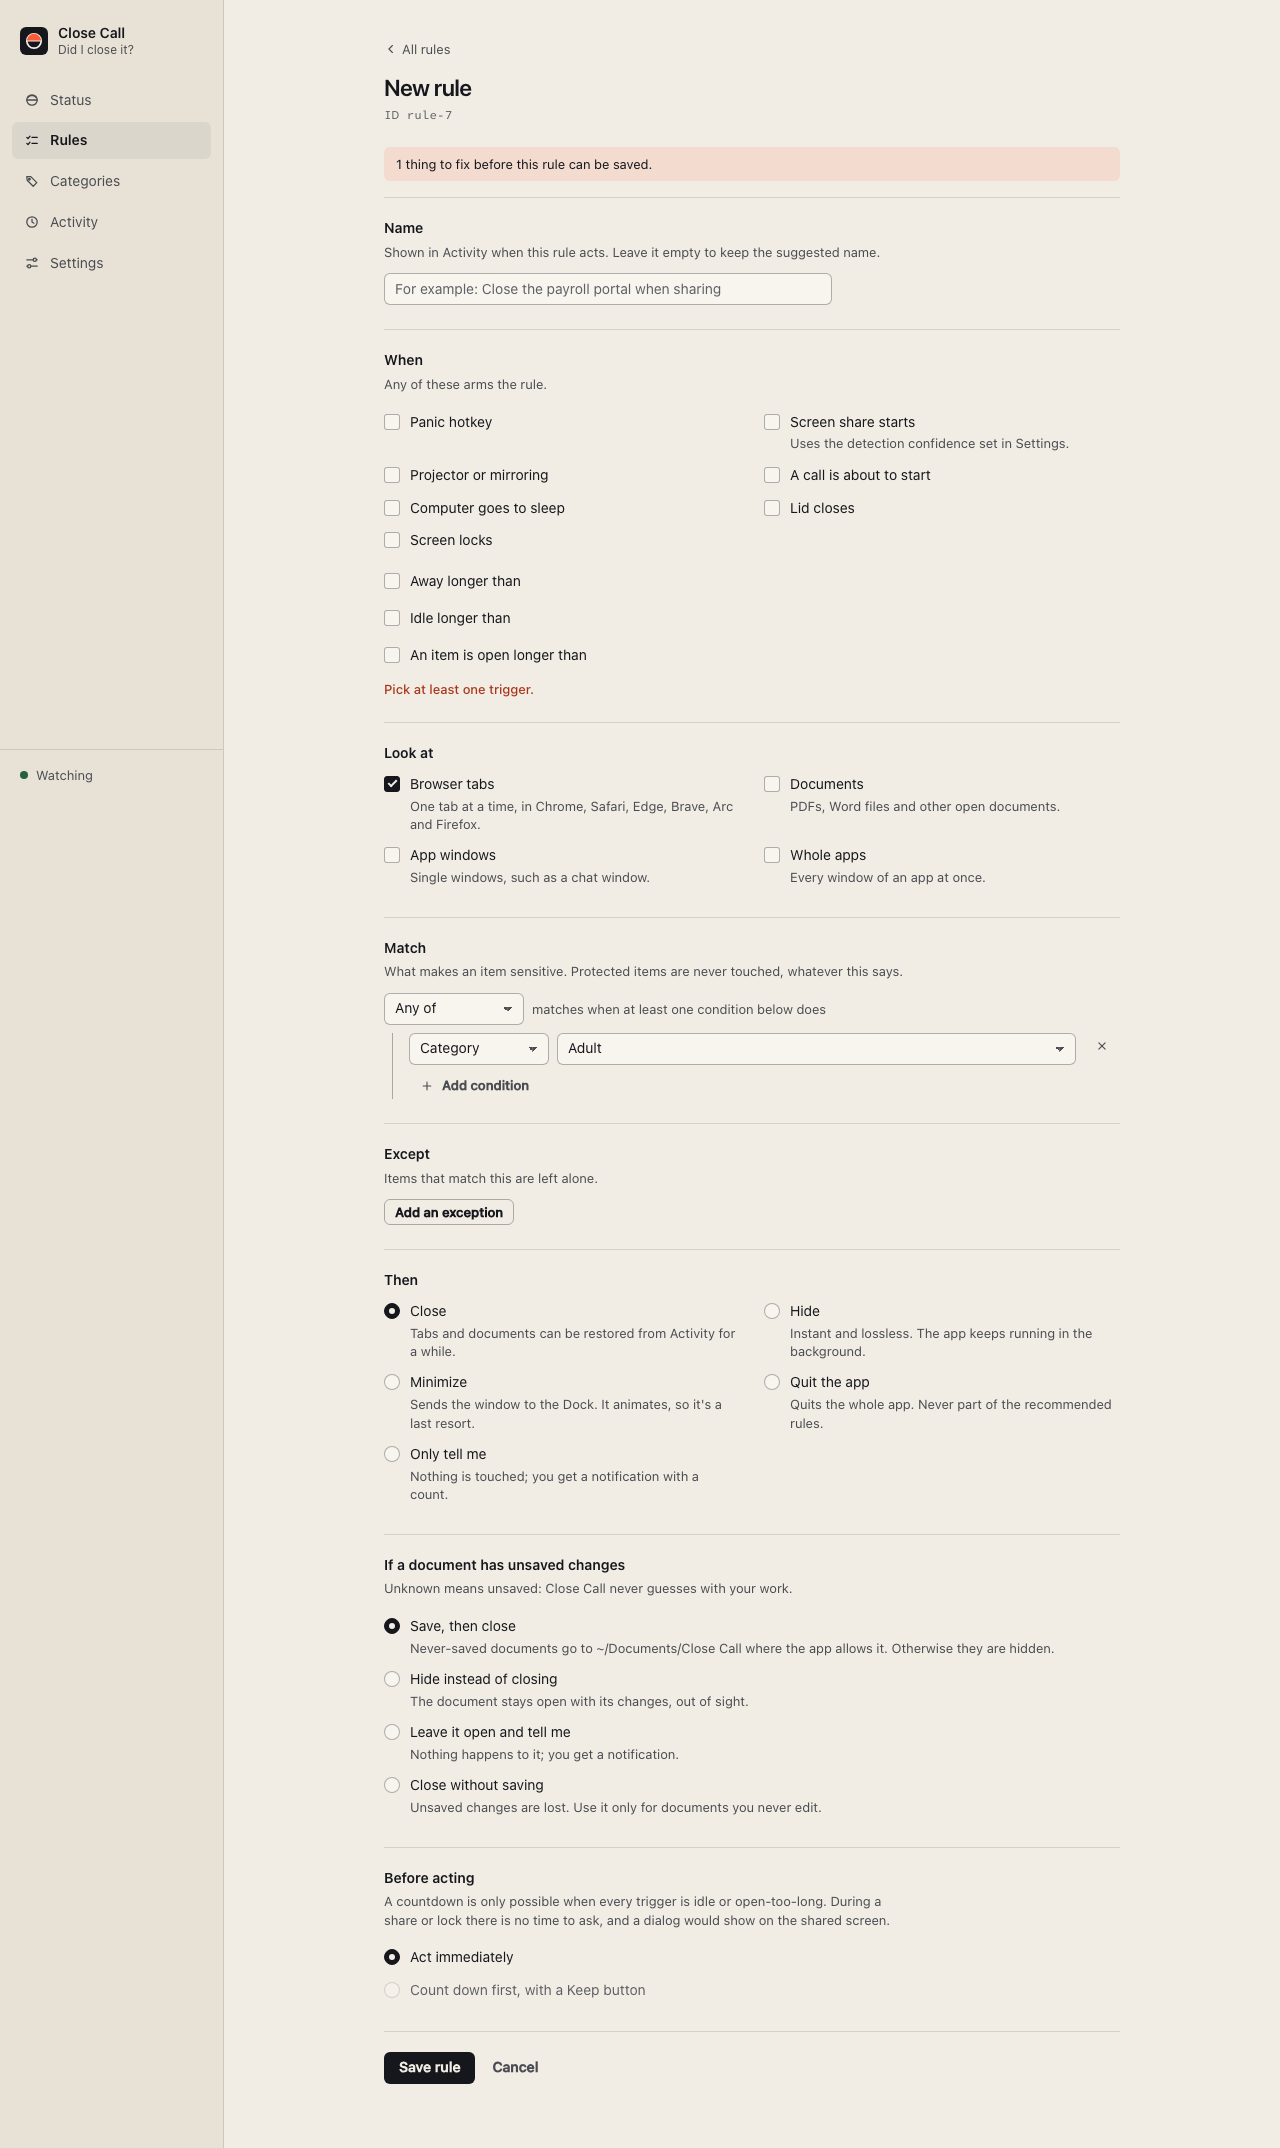 Close Call
Did I close it?
Status
Rules
Categories
Activity
Settings
Watching
All rules
New rule
ID rule-7
1 thing to fix before this rule can be saved.
Name
Shown in Activity when this rule acts. Leave it empty to keep the suggested name.
For example: Close the payroll portal when sharing
When
Any of these arms the rule.
Panic hotkey
Screen share starts
Uses the detection confidence set in Settings.
Projector or mirroring
A call is about to start
Computer goes to sleep
Lid closes
Screen locks
Away longer than
Idle longer than
An item is open longer than
Pick at least one trigger.
Look at
Browser tabs
One tab at a time, in Chrome, Safari, Edge, Brave, Arc
and Firefox.
Documents
PDFs, Word files and other open documents.
App windows
Single windows, such as a chat window.
Whole apps
Every window of an app at once.
Match
What makes an item sensitive. Protected items are never touched, whatever this says.
Any of
matches when at least one condition below does
Category
Adult
Add condition
Except
Items that match this are left alone.
Add an exception
Then
Close
Tabs and documents can be restored from Activity for
a while.
Hide
Instant and lossless. The app keeps running in the
background.
Minimize
Sends the window to the Dock. It animates, so it's a
last resort.
Quit the app
Quits the whole app. Never part of the recommended
rules.
Only tell me
Nothing is touched; you get a notification with a
count.
If a document has unsaved changes
Unknown means unsaved: Close Call never guesses with your work.
Save, then close
Never-saved documents go to ~/Documents/Close Call where the app allows it. Otherwise they are hidden.
Hide instead of closing
The document stays open with its changes, out of sight.
Leave it open and tell me
Nothing happens to it; you get a notification.
Close without saving
Unsaved changes are lost. Use it only for documents you never edit.
Before acting
A countdown is only possible when every trigger is idle or open-too-long. During a
share or lock there is no time to ask, and a dialog would show on the shared screen.
Act immediately
Count down first, with a Keep button
Save rule
Cancel